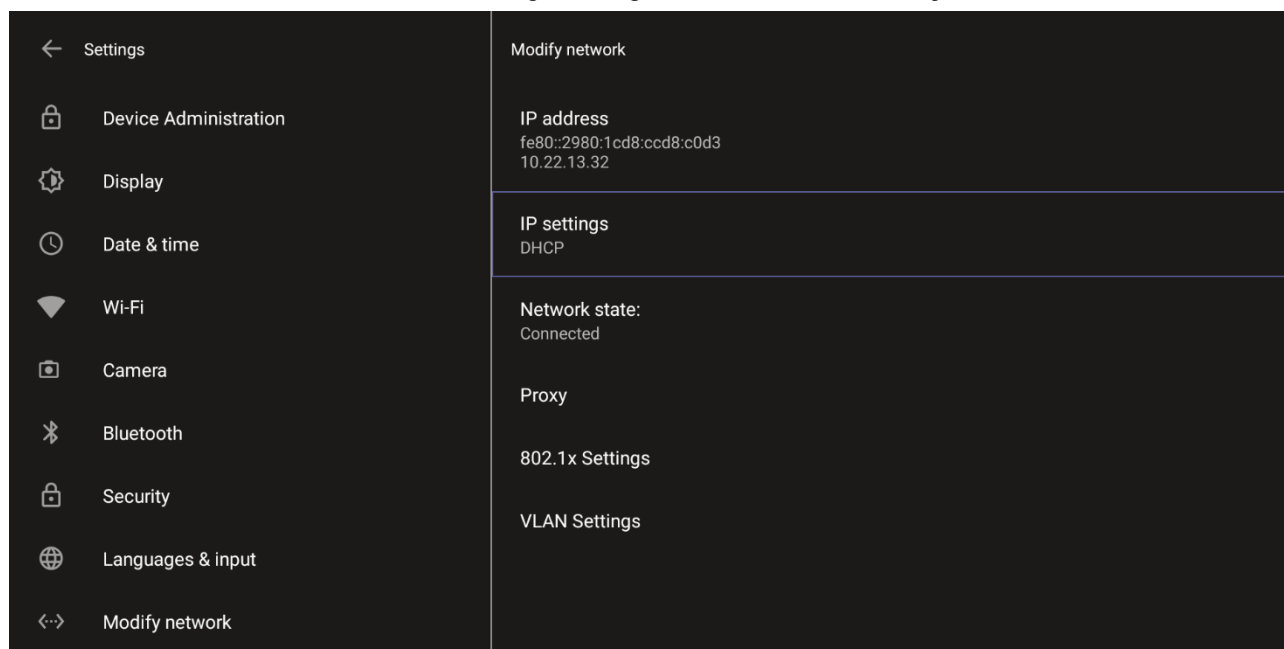 Settings
Device Administration
Display
Date & time
Wi-Fi
Camera
Bluetooth
Security
Languages & input
Modify network
Modify network
IP address
fe80::2980:1cd8:ccd8:c0d3
10.22.13.32
IP settings
DHCP
Network state:
Connected
Proxy
802.1x Settings
VLAN Settings